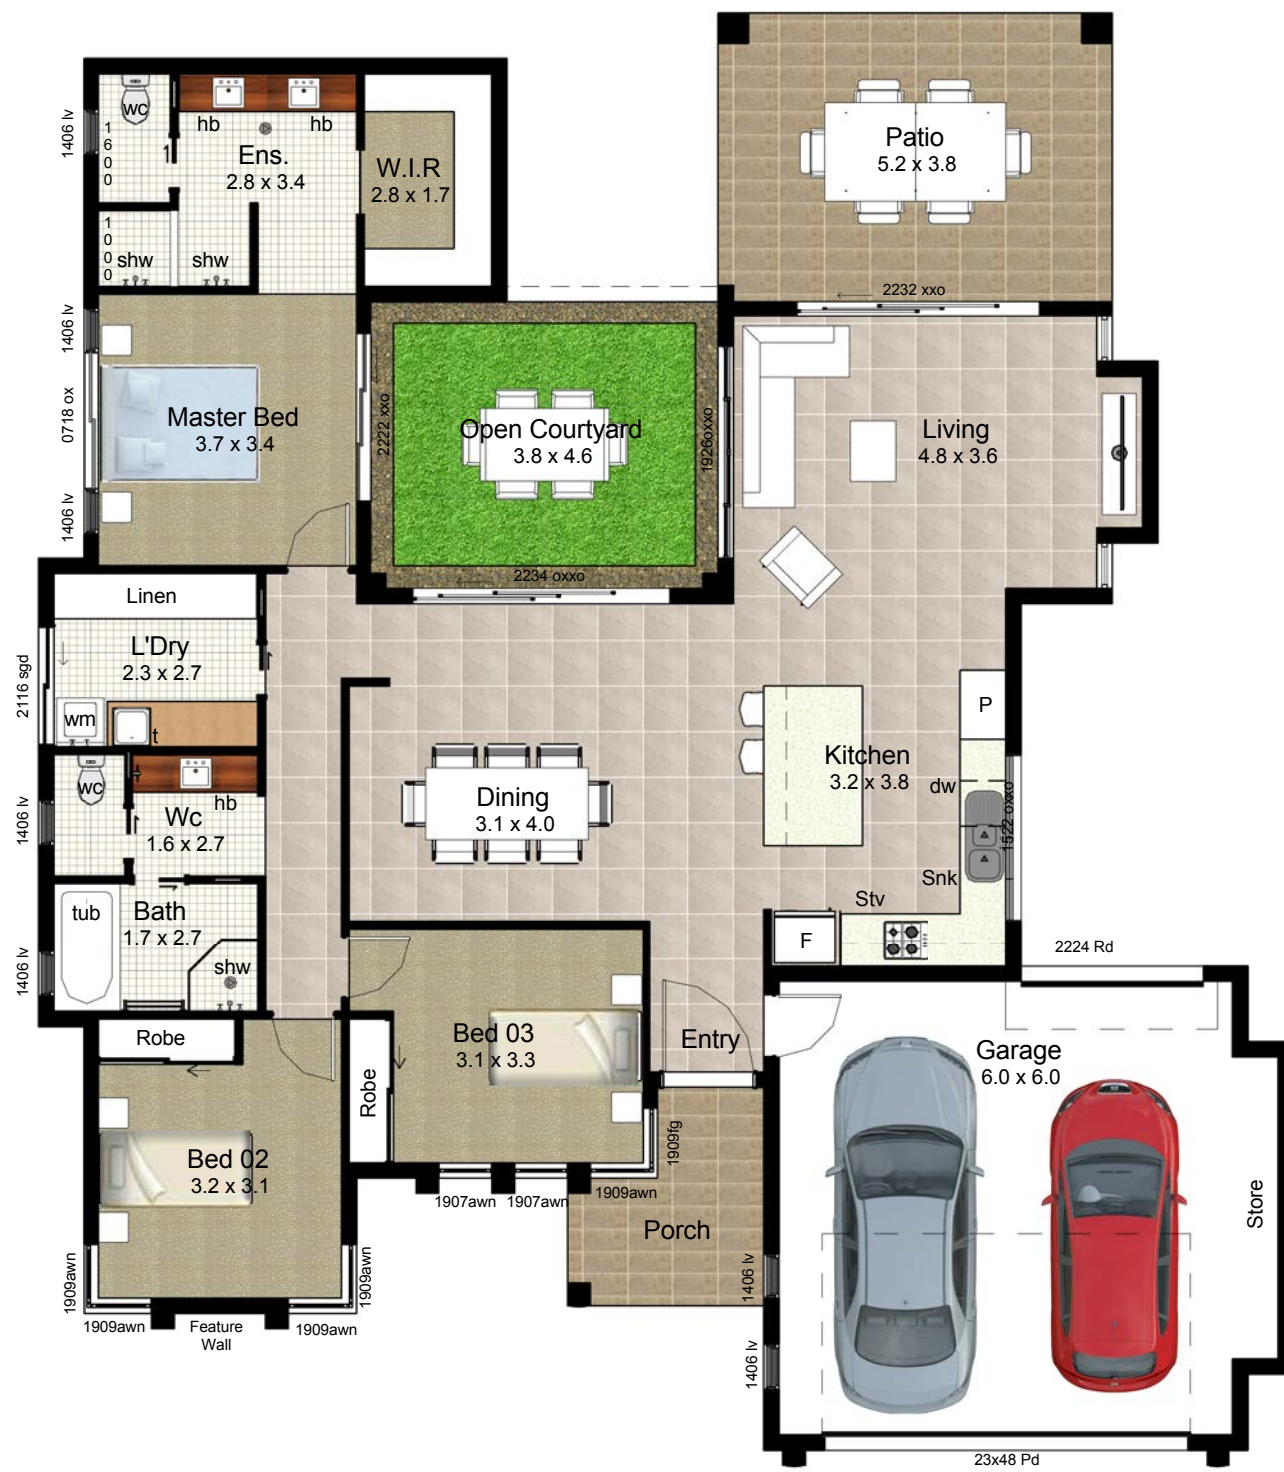 1406 lv
wc
1600
hb
hb
Ens.
2.8 x 3.4
W.I.R
2.8 x 1.7
1000
shw
shw
Patio
5.2 x 3.8
2232 xxo
1406 lv
0718 ox
1406 lv
Master Bed
3.7 x 3.4
2222 xxo
Open Courtyard
3.8 x 4.6
1926oxxo
2234 oxxo
Living
4.8 x 3.6
Linen
L'Dry
2.3 x 2.7
2116 sgd
wm
t
wc
hb
Wc
1.6 x 2.7
1406 lv
Dining
3.1 x 4.0
Kitchen
3.2 x 3.8
P
dw
1522 oxxo
Snk
Stv
F
tub
Bath
1.7 x 2.7
shw
1406 lv
2224 Rd
Robe
Bed 03
3.1 x 3.3
Robe
Entry
Garage
6.0 x 6.0
Bed 02
3.2 x 3.1
1909fg
1907awn
1907awn
1909awn
Porch
Store
1909awn
1909awn
1909awn
Feature
Wall
1909awn
1406 lv
1406 lv
23x48 Pd